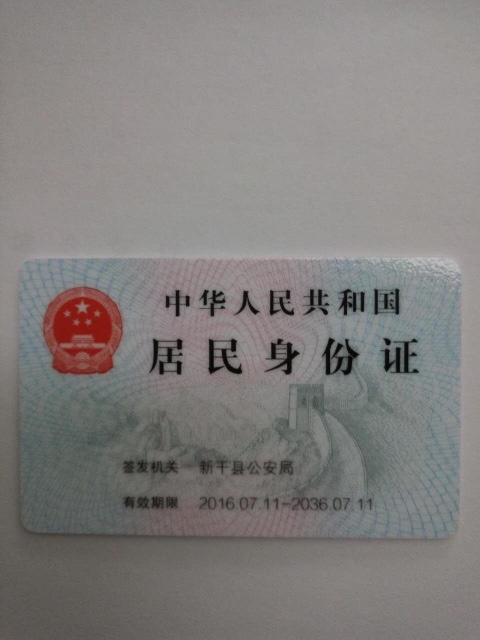 中华人民共和国
居民身份证
签发机关 新干县公安局
有效期限 2016.07.11-2036.07.11